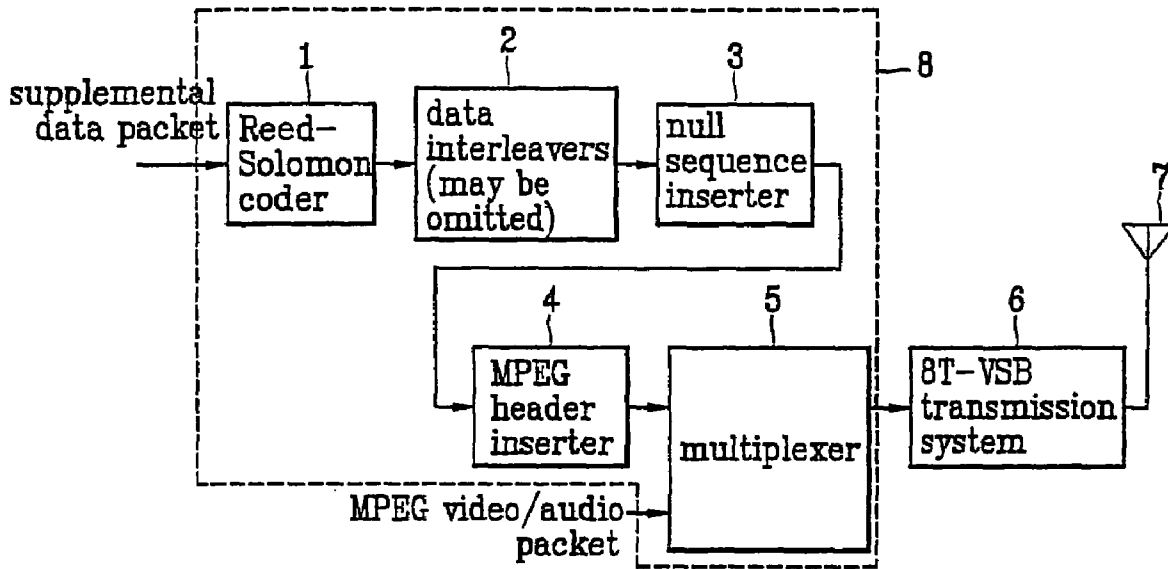 1
2
3
8
supplemental
data packet
Reed-
Solomon
coder
data
interleavers
(may be
omitted)
null
sequence
inserter
7
4
5
6
MPEG
header
inserter
multiplexer
8T-VSB
transmission
system
MPEG video/audio
packet